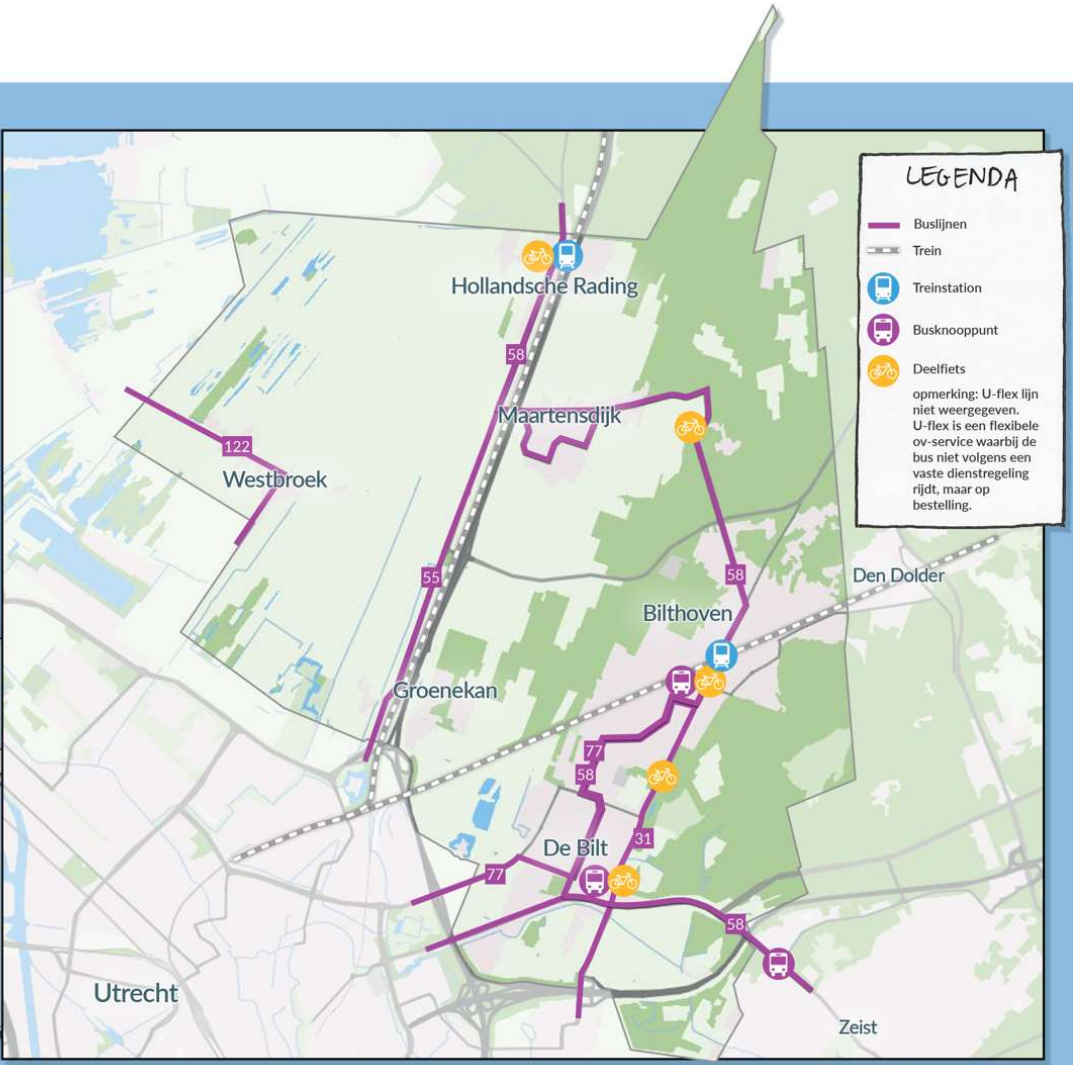 LEGENDA
Buslijnen
Trein
Treinstation
Busknooppunt
Deelfiets
opmerking: U-flex lijn
niet weergegeven.
U-flex is een flexibele
ov-service waarbij de
bus niet volgens een
vaste dienstregeling
rijdt, maar op
bestelling.
Hollandsche Rading
58
Maartensdijk
122
Westbroek
55
58
Den Dolder
Bilthoven
Groenekan
77
58
31
De Bilt
77
58
Utrecht
Zeist